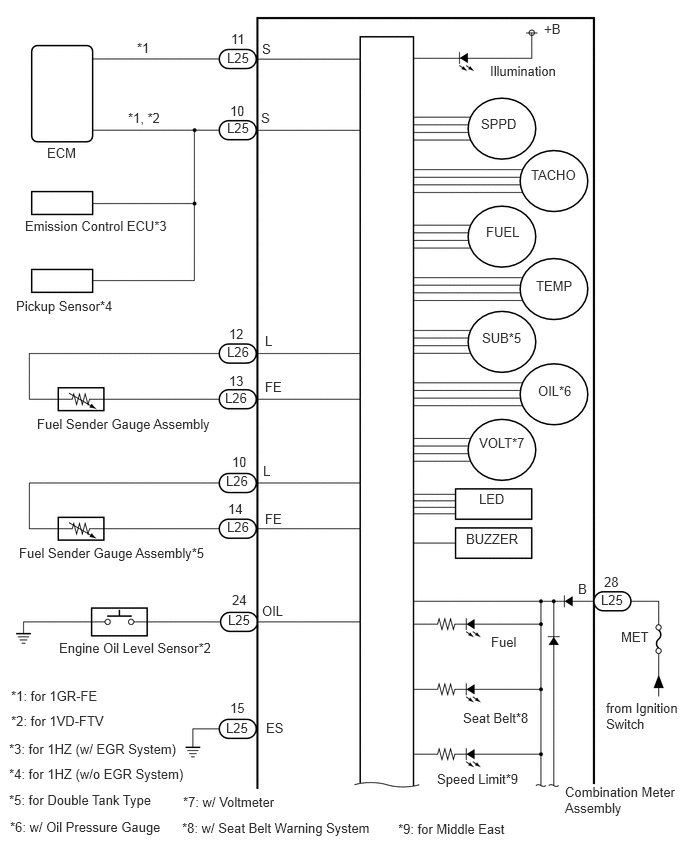 +B
11
*1
S
L25
Illumination
10
*1, *2
S
L25
SPPD
ECM
TACHO
Emission Control ECU*3
FUEL
TEMP
Pickup Sensor*4
12
L
SUB*5
L26
13
FE
OIL*6
L26
Fuel Sender Gauge Assembly
VOLT*7
10
L
L26
LED
14
FE
L26
BUZZER
Fuel Sender Gauge Assembly*5
28
B
L25
24
OIL
L25
MET
Fuel
Engine Oil Level Sensor*2
*1: for 1GR-FE
15
from Ignition
Switch
*2: for 1VD-FTV
L25
ES
Seat Belt*8
*3: for 1HZ (w/ EGR System)
*4: for 1HZ (w/o EGR System)
Speed Limit*9
Combination Meter
Assembly
*5: for Double Tank Type
*7: w/ Voltmeter
*6: w/ Oil Pressure Gauge
*8: w/ Seat Belt Warning System
*9: for Middle East